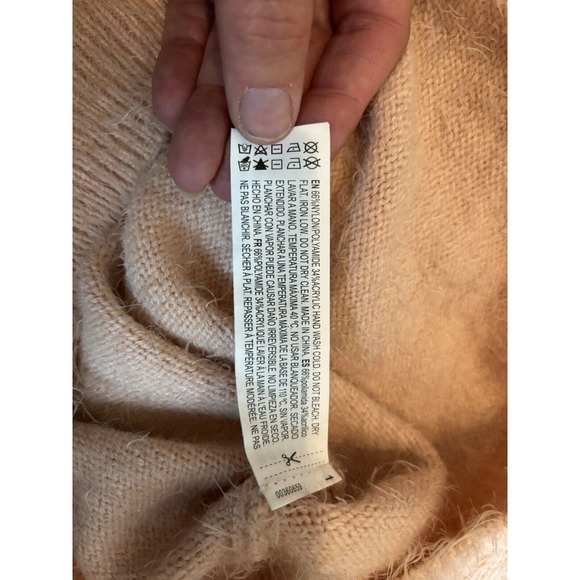 EN 66%NYLON/POLYAMIDE 34%ACRYLIC HAND WASH COLD. DO NOT BLEACH. DRY
FLAT. IRON LOW. DO NOT DRY CLEAN. MADE IN CHINA. ES 66%poliamida 34%acrílico
LAVAR A MANO. TEMPERATURA MÁXIMA 40 ºC. NO USAR BLANQUEADOR. SECADO
EXTENDIDO. PLANCHAR A UNA TEMPERATURA MÁXIMA DE LA BASE DE 110 ºC. SIN VAPOR.
PLANCHAR CON VAPOR PUEDE CAUSAR DAÑO IRREVERSIBLE. NO LIMPIEZA EN SECO.
HECHO EN CHINA. FR 66%POLYAMIDE 34%ACRYLIQUE LAVER À LA MAIN À L'EAU FROIDE.
NE PAS BLANCHIR. SÉCHER À PLAT. REPASSER À TEMPÉRATURE MODÉRÉE. NE PAS
1
00360659